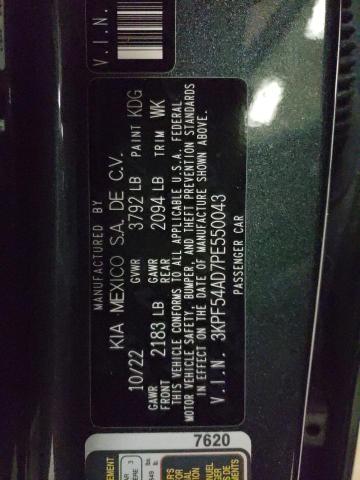 V.I.N.
MANUFACTURED BY
KIA MEXICO S.A. DE C.V.
10/22 GVWR 3792 LB PAINT KDG
GAWR FRONT 2183 LB GAWR REAR 2094 LB TRIM WK
THIS VEHICLE CONFORMS TO ALL APPLICABLE U.S.A. FEDERAL
MOTOR VEHICLE SAFETY, BUMPER, AND THEFT PREVENTION STANDARDS
IN EFFECT ON THE DATE OF MANUFACTURE SHOWN ABOVE.
V.I.N. 3KPF54AD7PE550043
PASSENGER CAR
7620